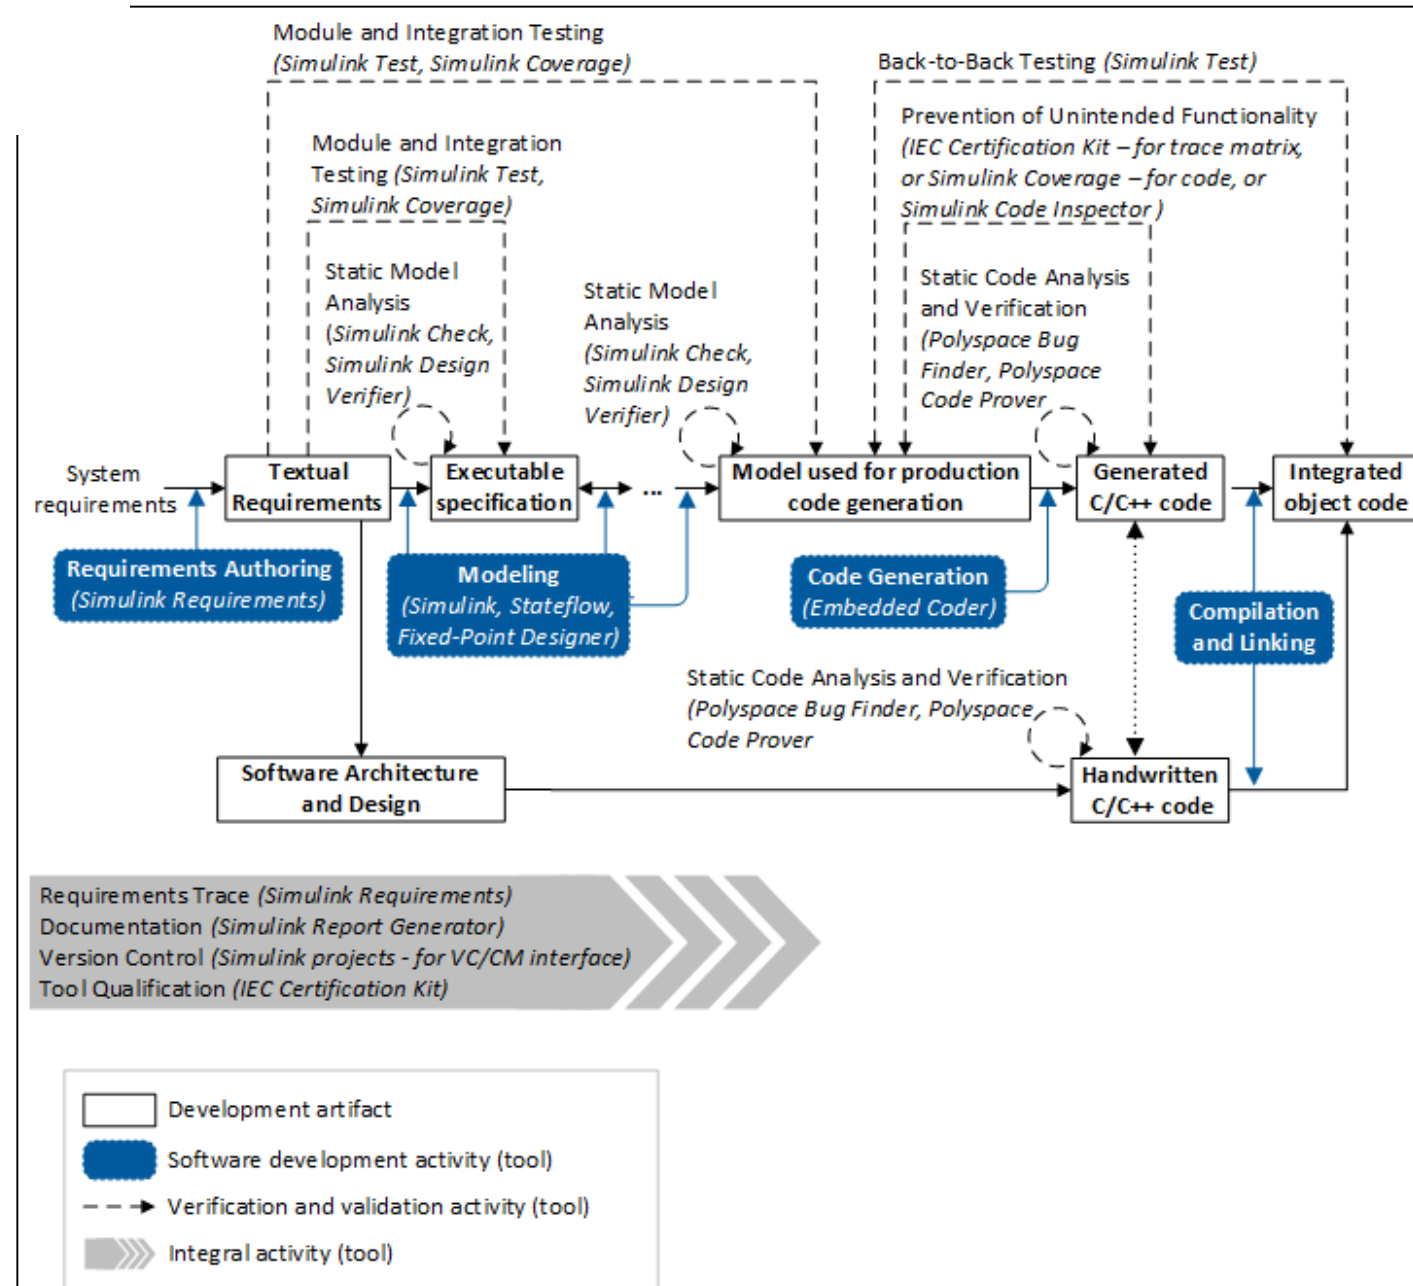 Module and Integration Testing
(Simulink Test, Simulink Coverage)
Back-to-Back Testing (Simulink Test)
Prevention of Unintended Functionality
(IEC Certification Kit – for trace matrix,
or Simulink Coverage – for code, or
Simulink Code Inspector )
Module and Integration
Testing (Simulink Test,
Simulink Coverage)
Static Model
Analysis
(Simulink Check,
Simulink Design
Verifier)
Static Model
Analysis
(Simulink Check,
Simulink Design
Verifier)
Static Code Analysis
and Verification
(Polyspace Bug
Finder, Polyspace
Code Prover
System
requirements
Textual
Requirements
Executable
specification
...
Model used for production
code generation
Generated
C/C++ code
Integrated
object code
Requirements Authoring
(Simulink Requirements)
Modeling
(Simulink, Stateflow,
Fixed-Point Designer)
Code Generation
(Embedded Coder)
Compilation
and Linking
Static Code Analysis and Verification
(Polyspace Bug Finder, Polyspace
Code Prover
Software Architecture
and Design
Handwritten
C/C++ code
Requirements Trace (Simulink Requirements)
Documentation (Simulink Report Generator)
Version Control (Simulink projects - for VC/CM interface)
Tool Qualification (IEC Certification Kit)
Development artifact
Software development activity (tool)
Verification and validation activity (tool)
Integral activity (tool)